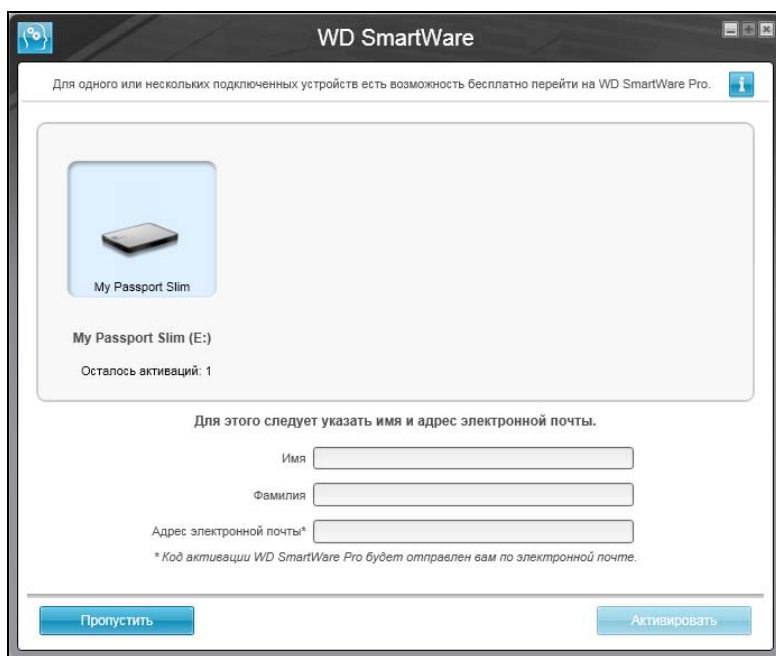 WD SmartWare
Для одного или нескольких подключенных устройств есть возможность бесплатно перейти на WD SmartWare Pro.
My Passport Slim
My Passport Slim (E:)
Осталось активаций: 1
Для этого следует указать имя и адрес электронной почты.
Имя
Фамилия
Адрес электронной почты*
* Код активации WD SmartWare Pro будет отправлен вам по электронной почте.
Пропустить
Активировать